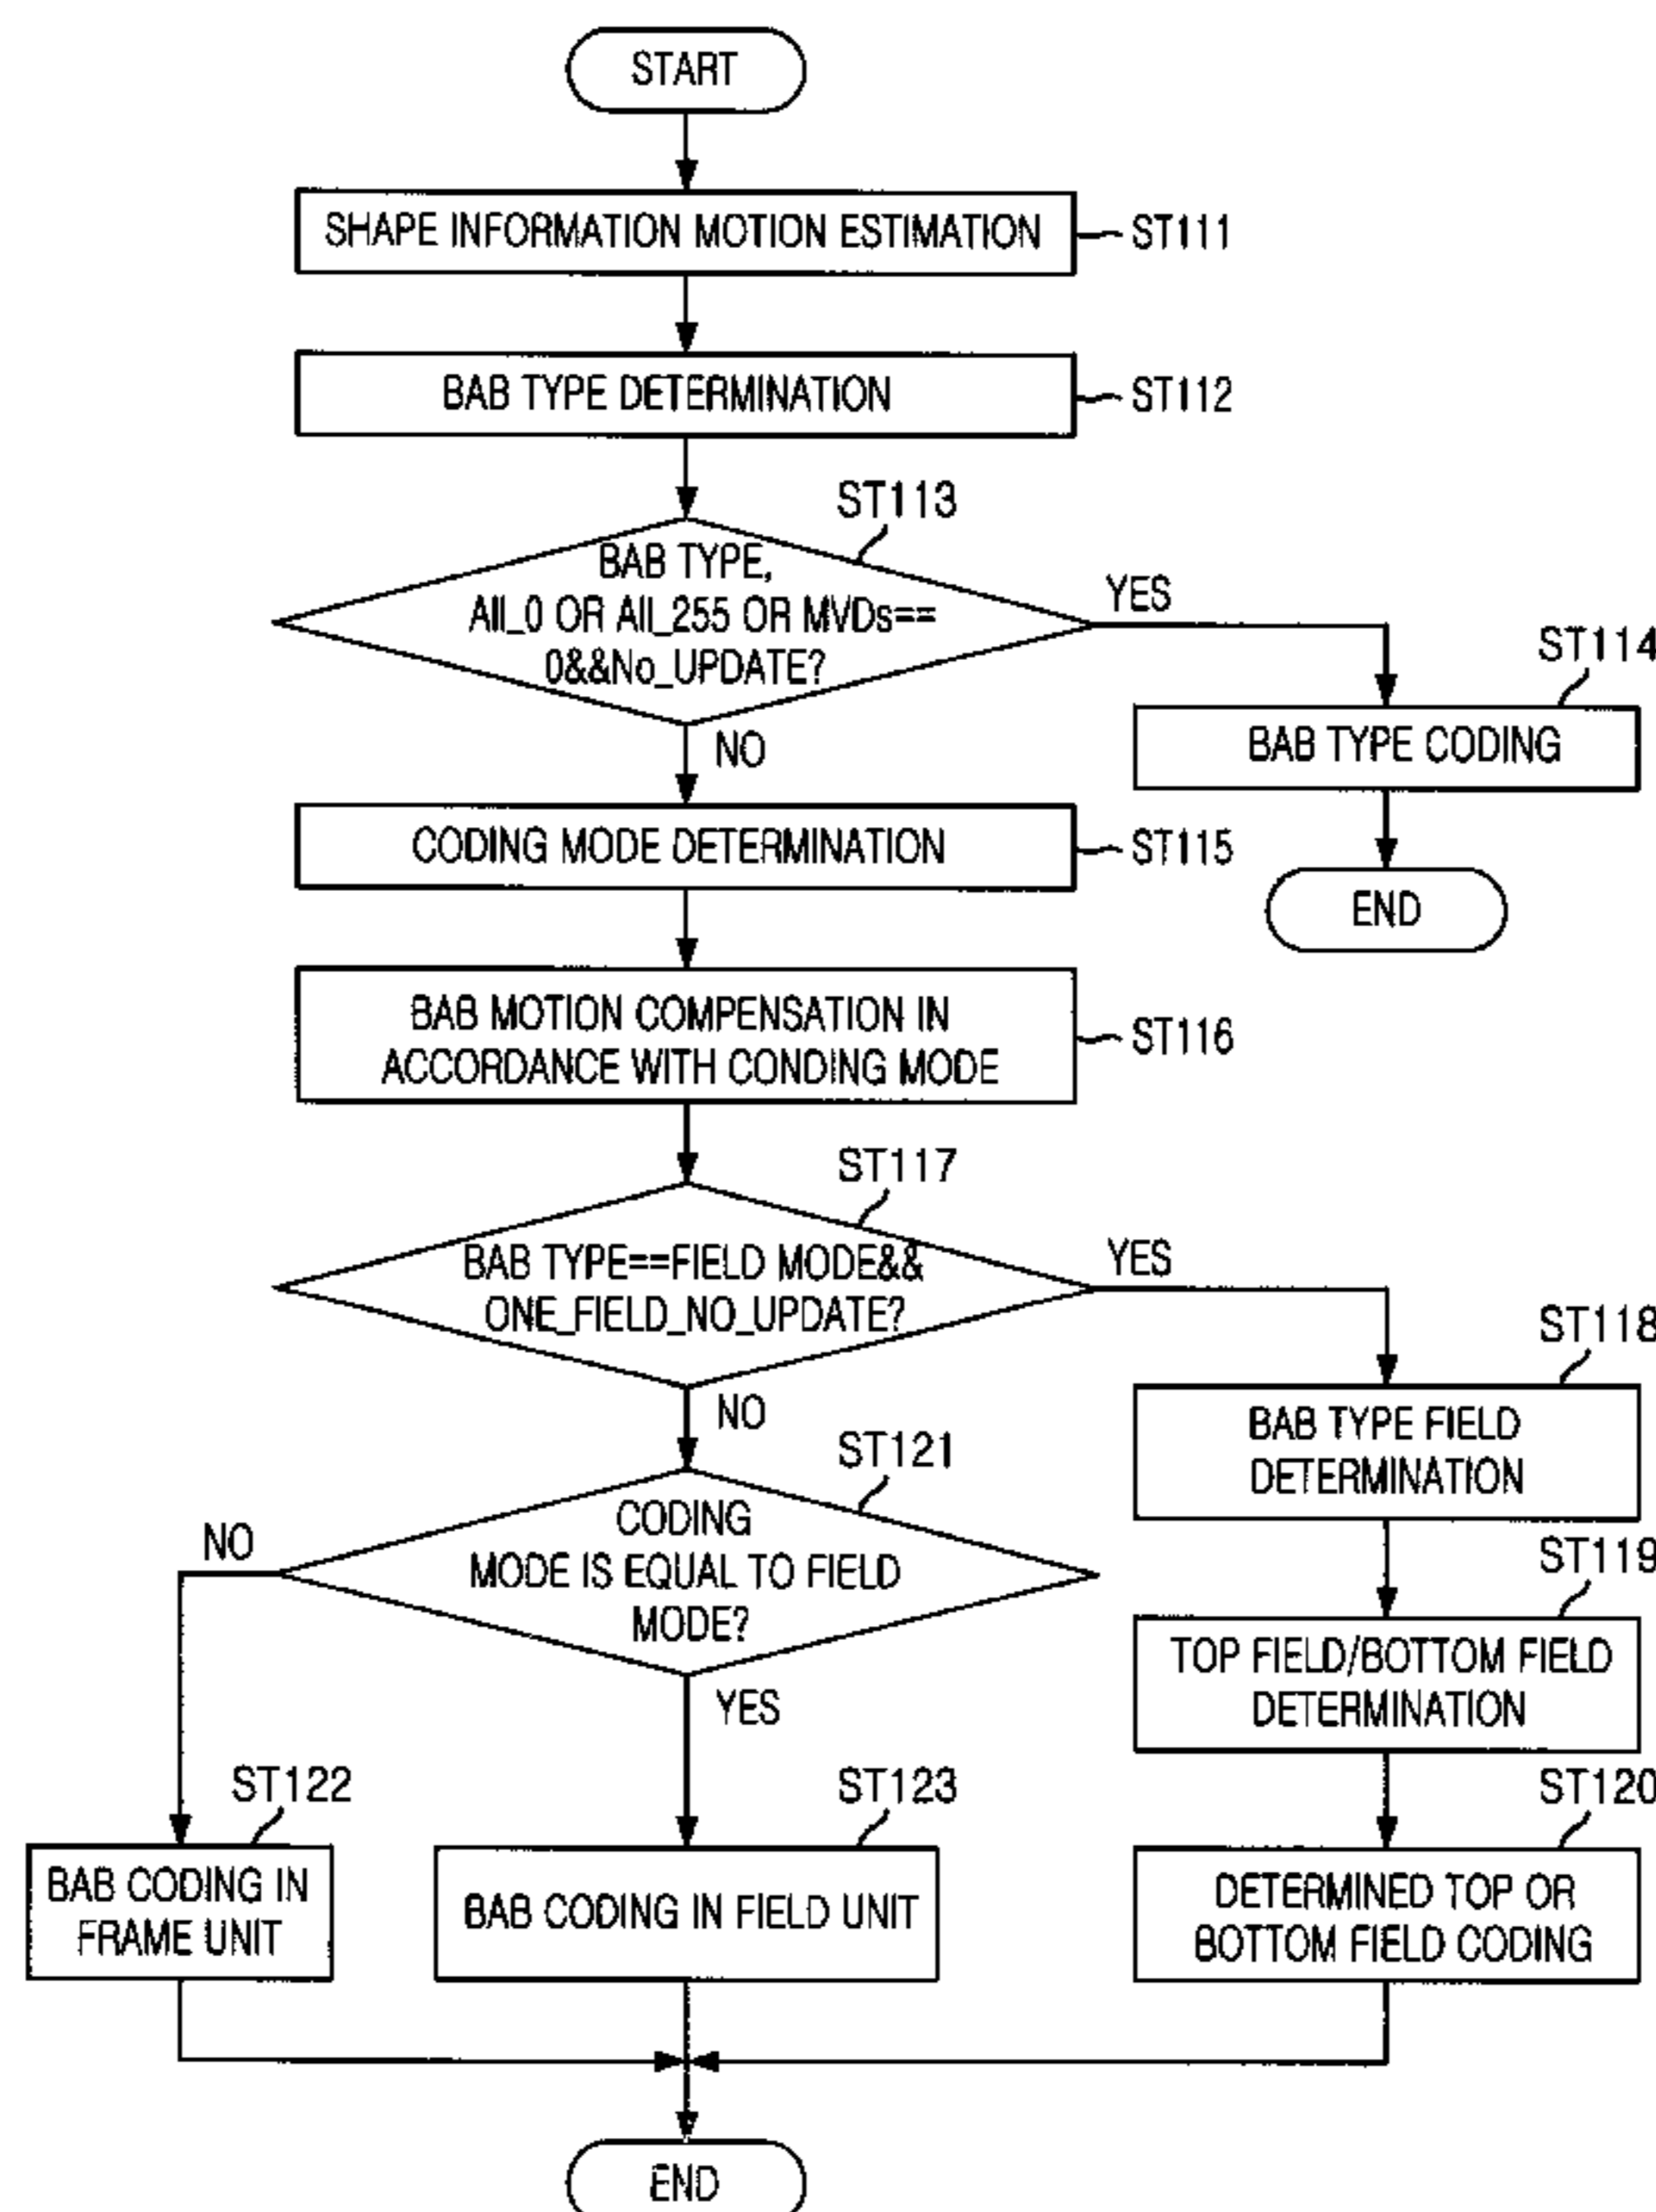 START
SHAPE INFORMATION MOTION ESTIMATION
ST111
BAB TYPE DETERMINATION
ST112
ST113
BAB TYPE,
All_0 OR All_255 OR MVDs==
0&&No_UPDATE?
YES
NO
ST114
BAB TYPE CODING
END
CODING MODE DETERMINATION
ST115
BAB MOTION COMPENSATION IN
ACCORDANCE WITH CONDING MODE
ST116
ST117
BAB TYPE==FIELD MODE&&
ONE_FIELD_NO_UPDATE?
YES
NO
ST118
BAB TYPE FIELD
DETERMINATION
ST119
TOP FIELD/BOTTOM FIELD
DETERMINATION
ST120
DETERMINED TOP OR
BOTTOM FIELD CODING
ST121
CODING
MODE IS EQUAL TO FIELD
MODE?
NO
YES
ST122
BAB CODING IN
FRAME UNIT
ST123
BAB CODING IN FIELD UNIT
END